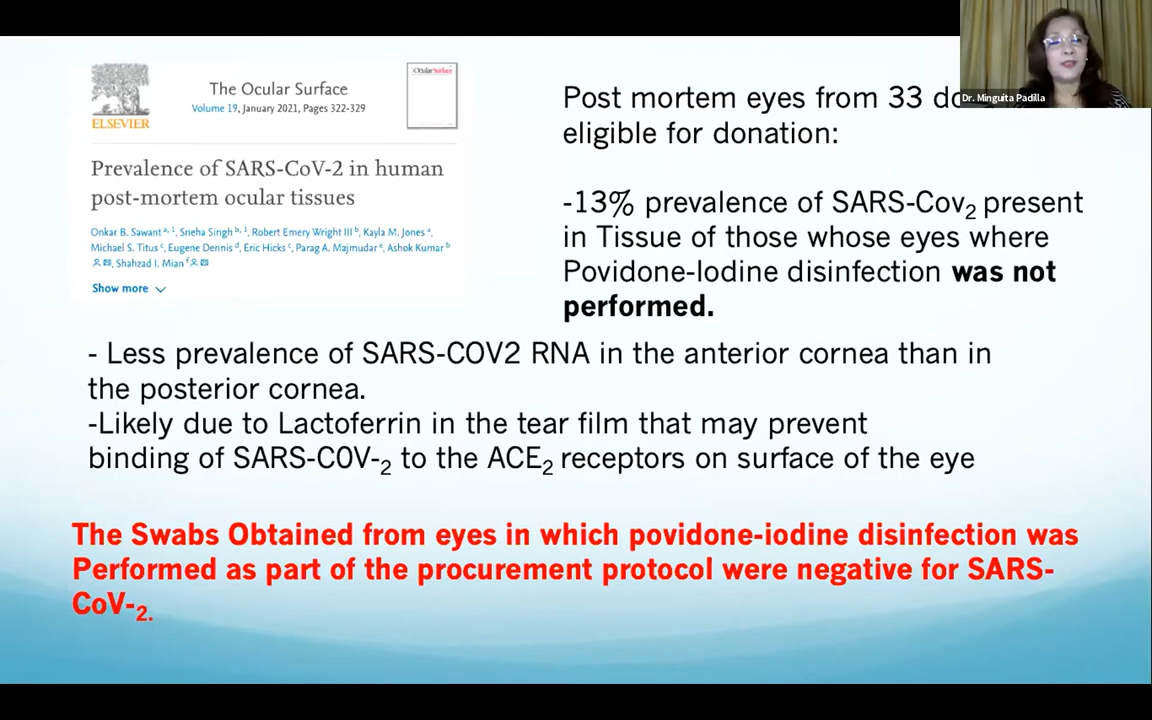 Dr. Minguita Padilla
ELSEVIER
The Ocular Surface
Volume 19, January 2021, Pages 322-329
Ocular Surface
Prevalence of SARS-CoV-2 in human
post-mortem ocular tissues
Onkar B. Sawant a, 1, Sneha Singh b, 1, Robert Emery Wright III b, Kayla M. Jones a,
Michael S. Titus c, Eugene Dennis d, Eric Hicks c, Parag A. Majmudar e, Ashok Kumar b
, Shahzad I. Mian f
Show more
Post mortem eyes from 33 do
eligible for donation:
-13% prevalence of SARS-Cov2 present
in Tissue of those whose eyes where
Povidone-Iodine disinfection was not
performed.
- Less prevalence of SARS-COV2 RNA in the anterior cornea than in
the posterior cornea.
-Likely due to Lactoferrin in the tear film that may prevent
binding of SARS-COV-2 to the ACE2 receptors on surface of the eye
The Swabs Obtained from eyes in which povidone-iodine disinfection was
Performed as part of the procurement protocol were negative for SARS-
CoV-2.